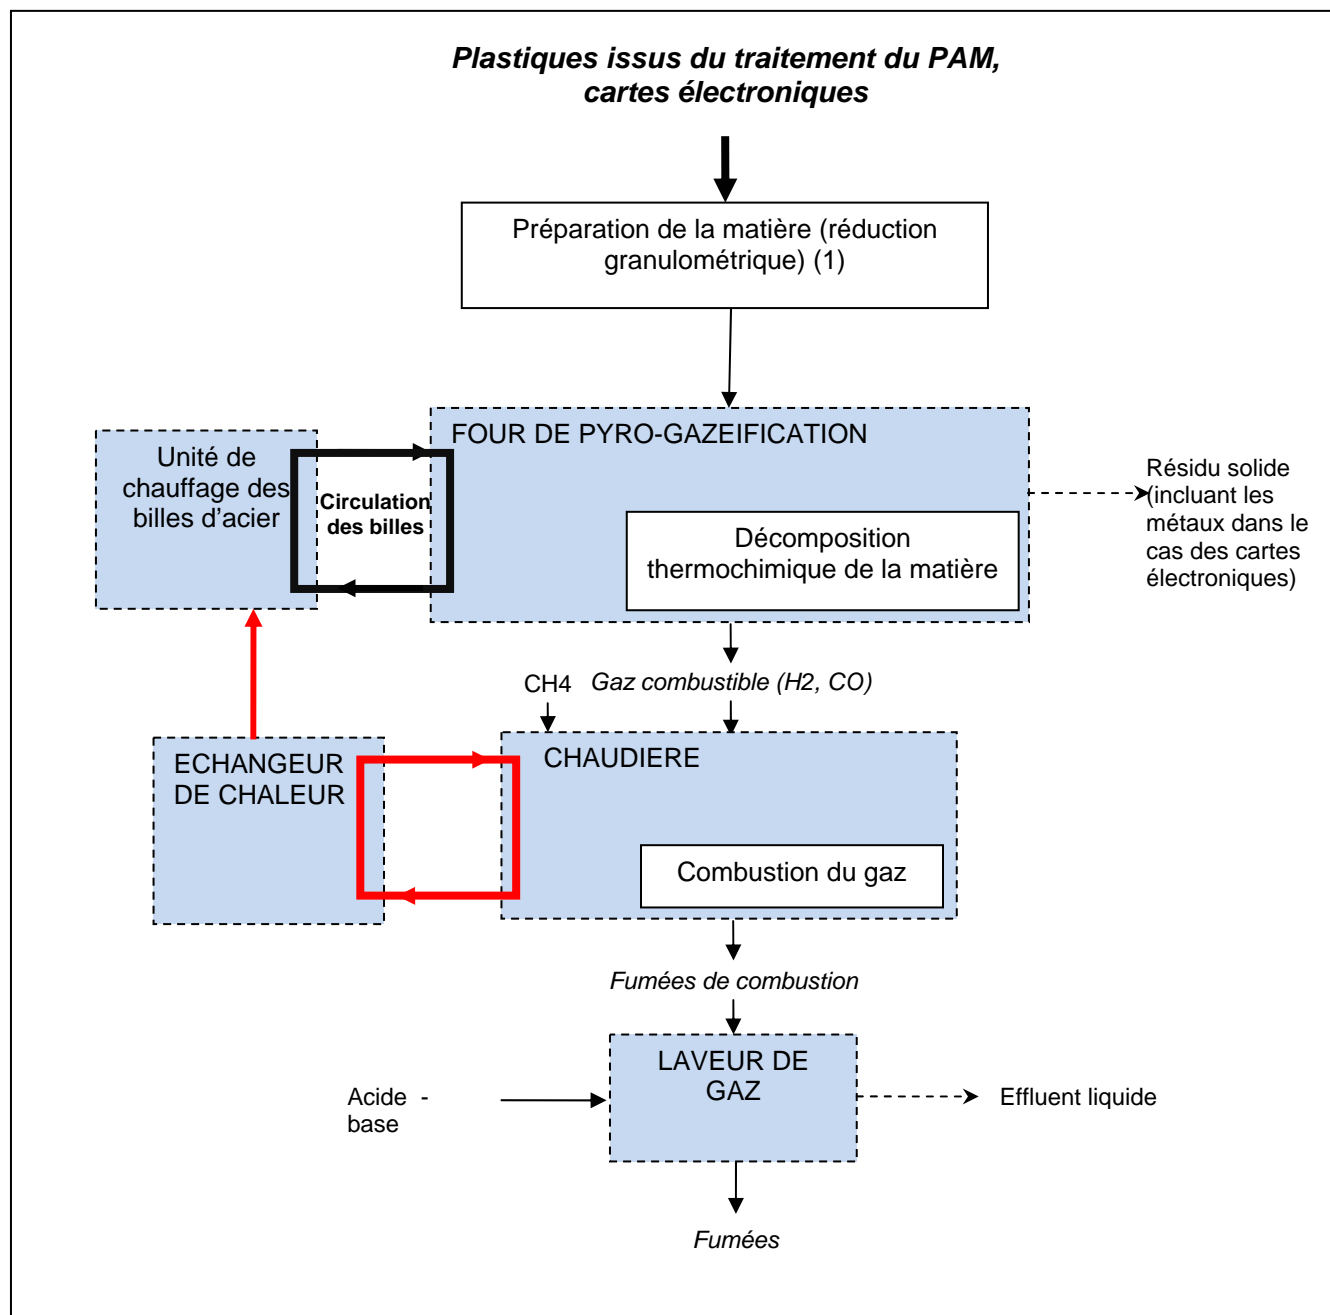 Plastiques issus du traitement du PAM,
cartes électroniques
Préparation de la matière (réduction
granulométrique) (1)
FOUR DE PYRO-GAZEIFICATION
Unité de
chauffage des
billes d'acier
Circulation
des billes
Décomposition
thermochimique de la matière
Résidu solide
(incluant les
métaux dans le
cas des cartes
électroniques)
CH4
Gaz combustible (H2, CO)
ECHANGEUR
DE CHALEUR
CHAUDIERE
Combustion du gaz
Fumées de combustion
LAVEUR DE
GAZ
Acide -
base
Effluent liquide
Fumées